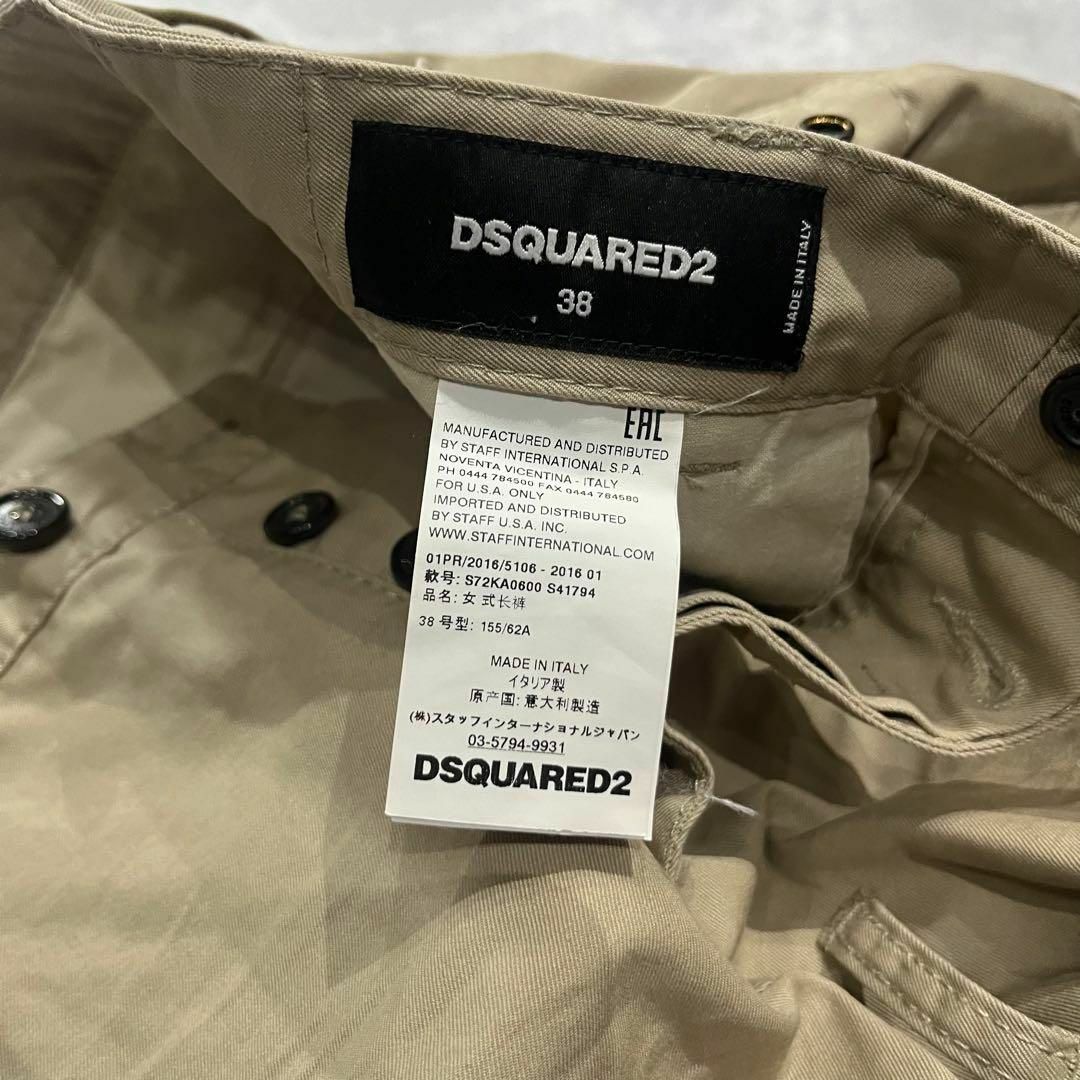 DSQUARED2
38
MADE IN ITALY
EAC
MANUFACTURED AND DISTRIBUTED
BY STAFF INTERNATIONAL S.P.A.
NOVENTA VICENTINA - ITALY
PH 0444 784500 FAX 0444 784580
FOR U.S.A. ONLY
IMPORTED AND DISTRIBUTED
BY STAFF U.S.A. INC.
WWW.STAFFINTERNATIONAL.COM
01PR/2016/5106 - 2016 01
款号: S72KA0600 S41794
品名: 女 式长裤
38 号型: 155/62A
MADE IN ITALY
イタリア製
原产国: 意大利製造
(株)スタッフインターナショナルジャパン
03-5794-9931
DSQUARED2